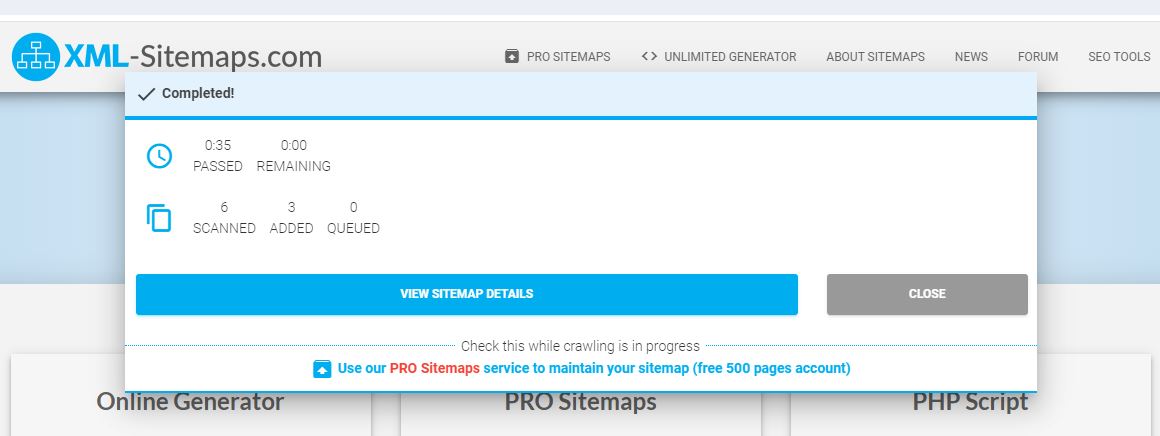 XML-Sitemaps.com
PRO SITEMAPS <> UNLIMITED GENERATOR ABOUT SITEMAPS NEWS FORUM SEO TOOLS
Completed!
0:35 0:00
PASSED REMAINING
6 3 0
SCANNED ADDED QUEUED
VIEW SITEMAP DETAILS CLOSE
Check this while crawling is in progress
Use our PRO Sitemaps service to maintain your sitemap (free 500 pages account)
Online Generator PRO Sitemaps PHP Script